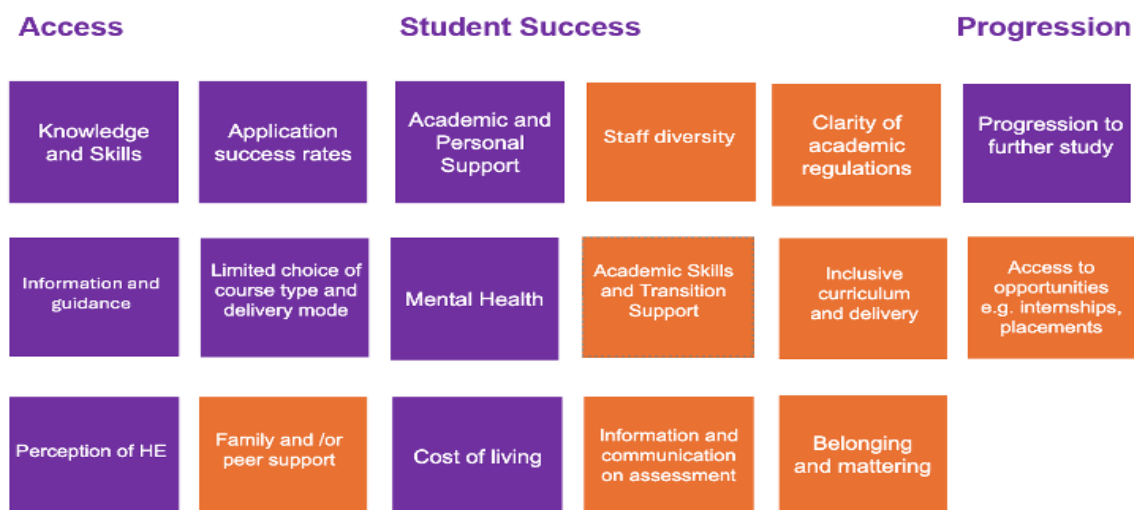 Access
Student Success
Progression
Knowledge
and Skills
Application
success rates
Academic and
Personal
Support
Staff diversity
Clarity of
academic
regulations
Progression to
further study
Information and
guidance
Limited choice of
course type and
delivery mode
Mental Health
Academic Skills
and Transition
Support
Inclusive
curriculum
and delivery
Access to
opportunities
e.g. internships,
placements
Perception of HE
Family and /or
peer support
Cost of living
Information and
communication
on assessment
Belonging
and mattering